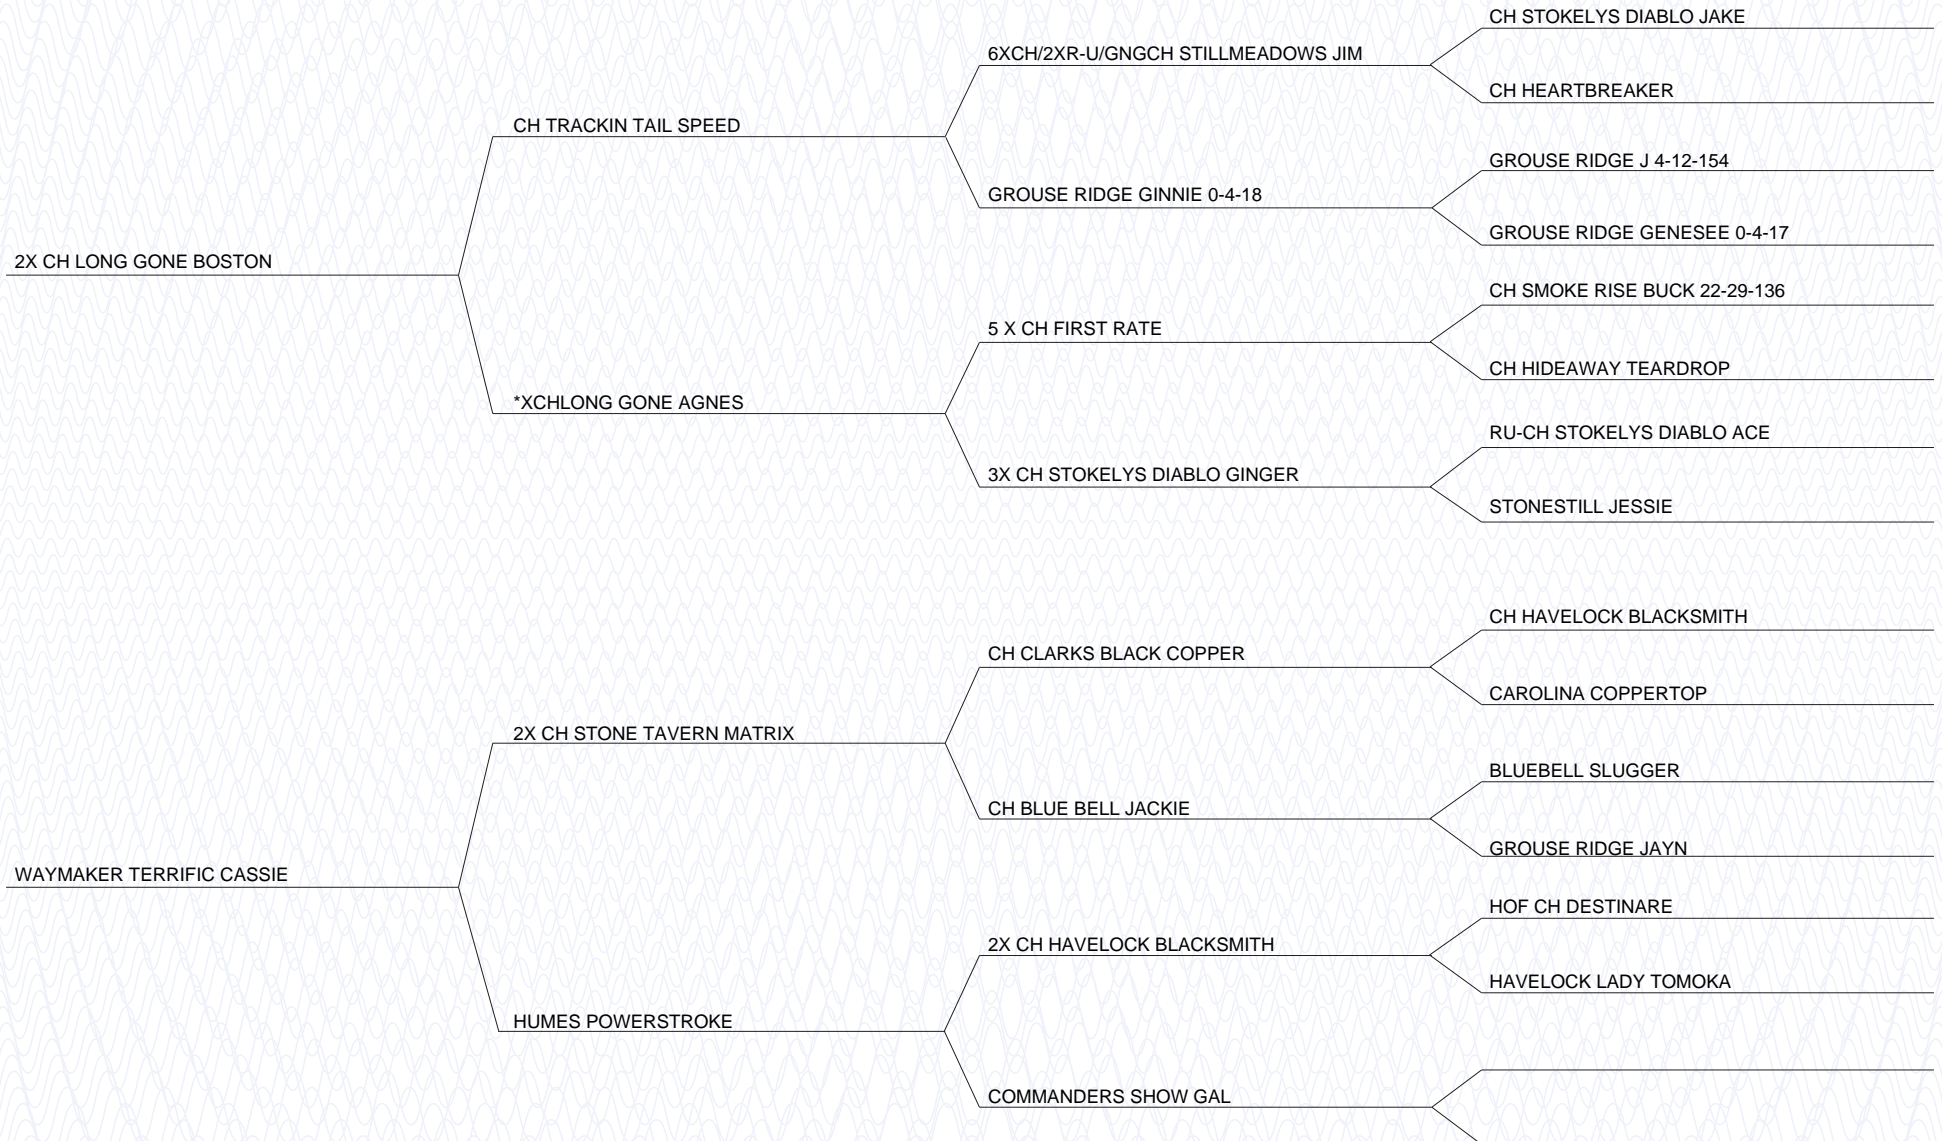 CH STOKELYS DIABLO JAKE
6XCH/2XR-U/GNGCH STILLMEADOWS JIM
CH HEARTBREAKER
CH TRACKIN TAIL SPEED
GROUSE RIDGE J 4-12-154
GROUSE RIDGE GINNIE 0-4-18
GROUSE RIDGE GENESEE 0-4-17
2X CH LONG GONE BOSTON
CH SMOKE RISE BUCK 22-29-136
5 X CH FIRST RATE
CH HIDEAWAY TEARDROP
*XCHLONG GONE AGNES
RU-CH STOKELYS DIABLO ACE
3X CH STOKELYS DIABLO GINGER
STONESTILL JESSIE
CH HAVELOCK BLACKSMITH
CH CLARKS BLACK COPPER
CAROLINA COPPERTOP
2X CH STONE TAVERN MATRIX
BLUEBELL SLUGGER
CH BLUE BELL JACKIE
GROUSE RIDGE JAYN
WAYMAKER TERRIFIC CASSIE
HOF CH DESTINARE
2X CH HAVELOCK BLACKSMITH
HAVELOCK LADY TOMOKA
HUMES POWERSTROKE
COMMANDERS SHOW GAL